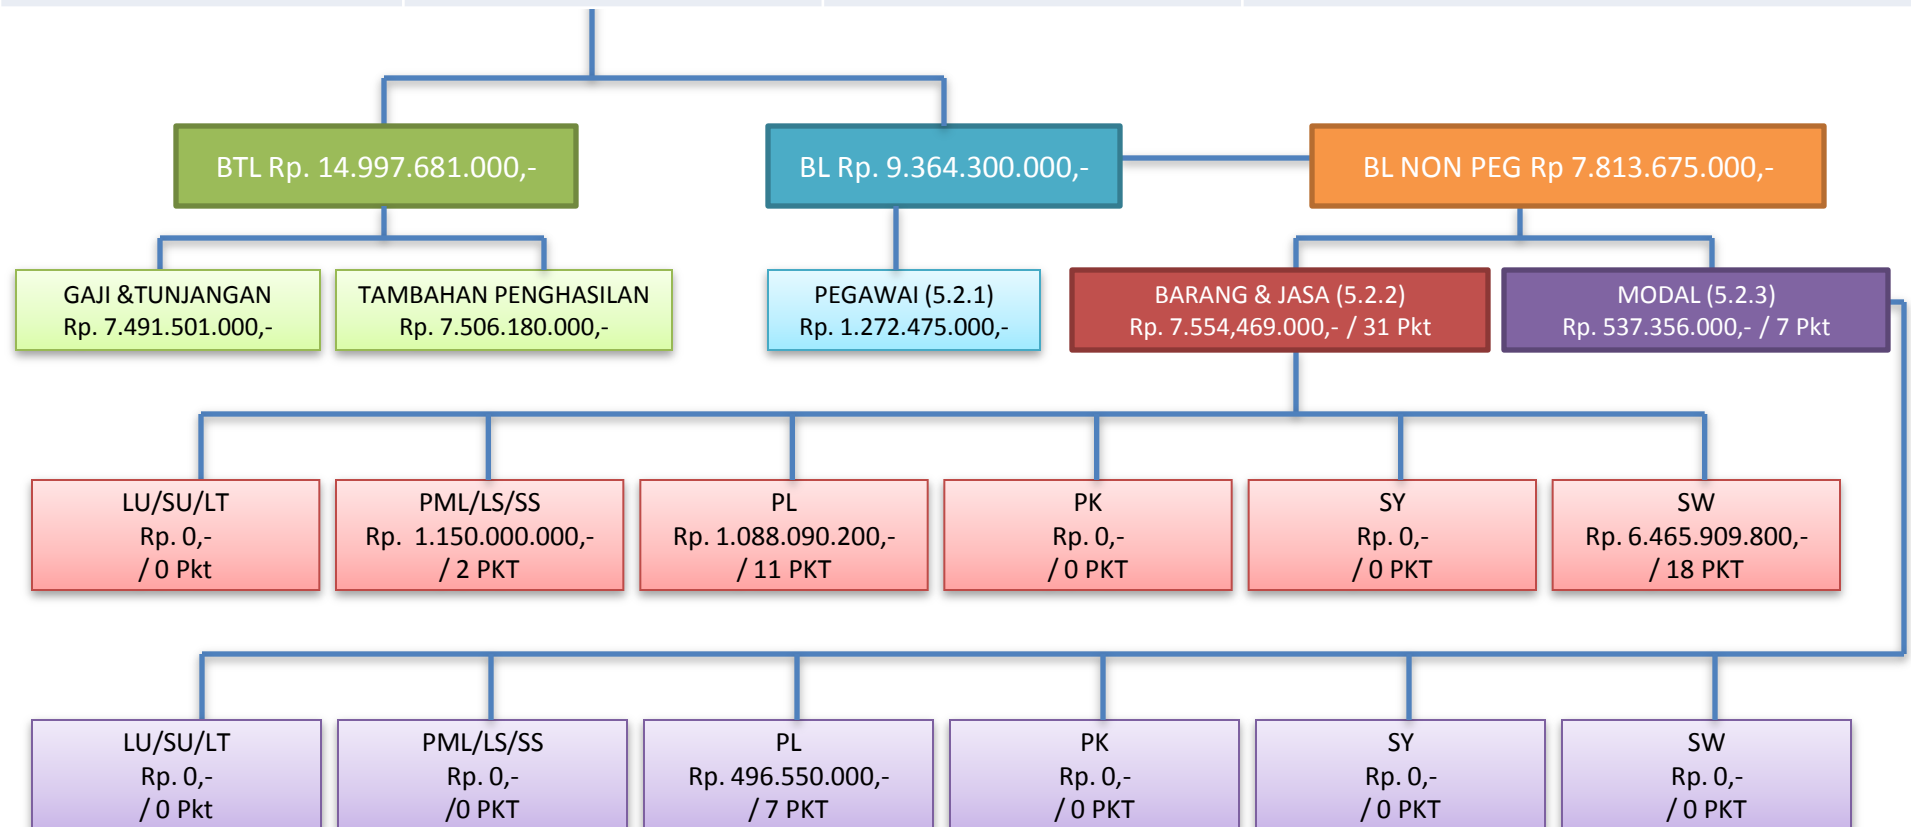 BTL Rp. 14.997.681.000,-
BL Rp. 9.364.300.000,-
BL NON PEG Rp 7.813.675.000,-
GAJI &TUNJANGAN
Rp. 7.491.501.000,-
TAMBAHAN PENGHASILAN
Rp. 7.506.180.000,-
PEGAWAI (5.2.1)
Rp. 1.272.475.000,-
BARANG & JASA (5.2.2)
Rp. 7.554,469.000,- / 31 Pkt
MODAL (5.2.3)
Rp. 537.356.000,- / 7 Pkt
LU/SU/LT
Rp. 0,-
/ 0 Pkt
PML/LS/SS
Rp. 1.150.000.000,-
/ 2 PKT
PL
Rp. 1.088.090.200,-
/ 11 PKT
PK
Rp. 0,-
/ 0 PKT
SY
Rp. 0,-
/ 0 PKT
SW
Rp. 6.465.909.800,-
/ 18 PKT
LU/SU/LT
Rp. 0,-
/ 0 Pkt
PML/LS/SS
Rp. 0,-
/0 PKT
PL
Rp. 496.550.000,-
/ 7 PKT
PK
Rp. 0,-
/ 0 PKT
SY
Rp. 0,-
/ 0 PKT
SW
Rp. 0,-
/ 0 PKT